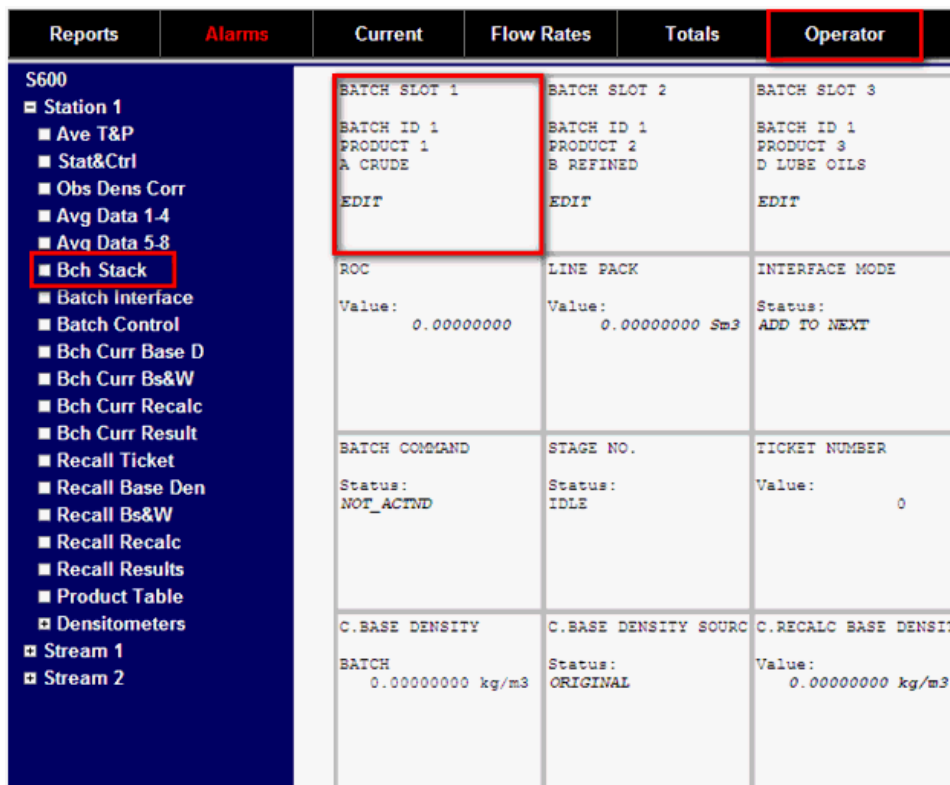 Reports Alarms Current Flow Rates Totals Operator
S600
Station 1
Ave T&P
Stat&Ctrl
Obs Dens Corr
Avg Data 1-4
Avg Data 5-8
Bch Stack
Batch Interface
Batch Control
Bch Curr Base D
Bch Curr Bs&W
Bch Curr Recalc
Bch Curr Result
Recall Ticket
Recall Base Den
Recall Bs&W
Recall Recalc
Recall Results
Product Table
Densitometers
Stream 1
Stream 2
BATCH SLOT 1
BATCH ID 1
PRODUCT 1
A CRUDE
EDIT
BATCH SLOT 2
BATCH ID 1
PRODUCT 2
B REFINED
EDIT
BATCH SLOT 3
BATCH ID 1
PRODUCT 3
D LUBE OILS
EDIT
ROC
Value:
0.00000000
LINE PACK
Value:
0.00000000 Sm3
INTERFACE MODE
Status:
ADD TO NEXT
BATCH COMMAND
Status:
NOT_ACTND
STAGE NO.
Status:
IDLE
TICKET NUMBER
Value:
0
C.BASE DENSITY
BATCH
0.00000000 kg/m3
C.BASE DENSITY SOURC
Status:
ORIGINAL
C.RECALC BASE DENSIT
Value:
0.00000000 kg/m3